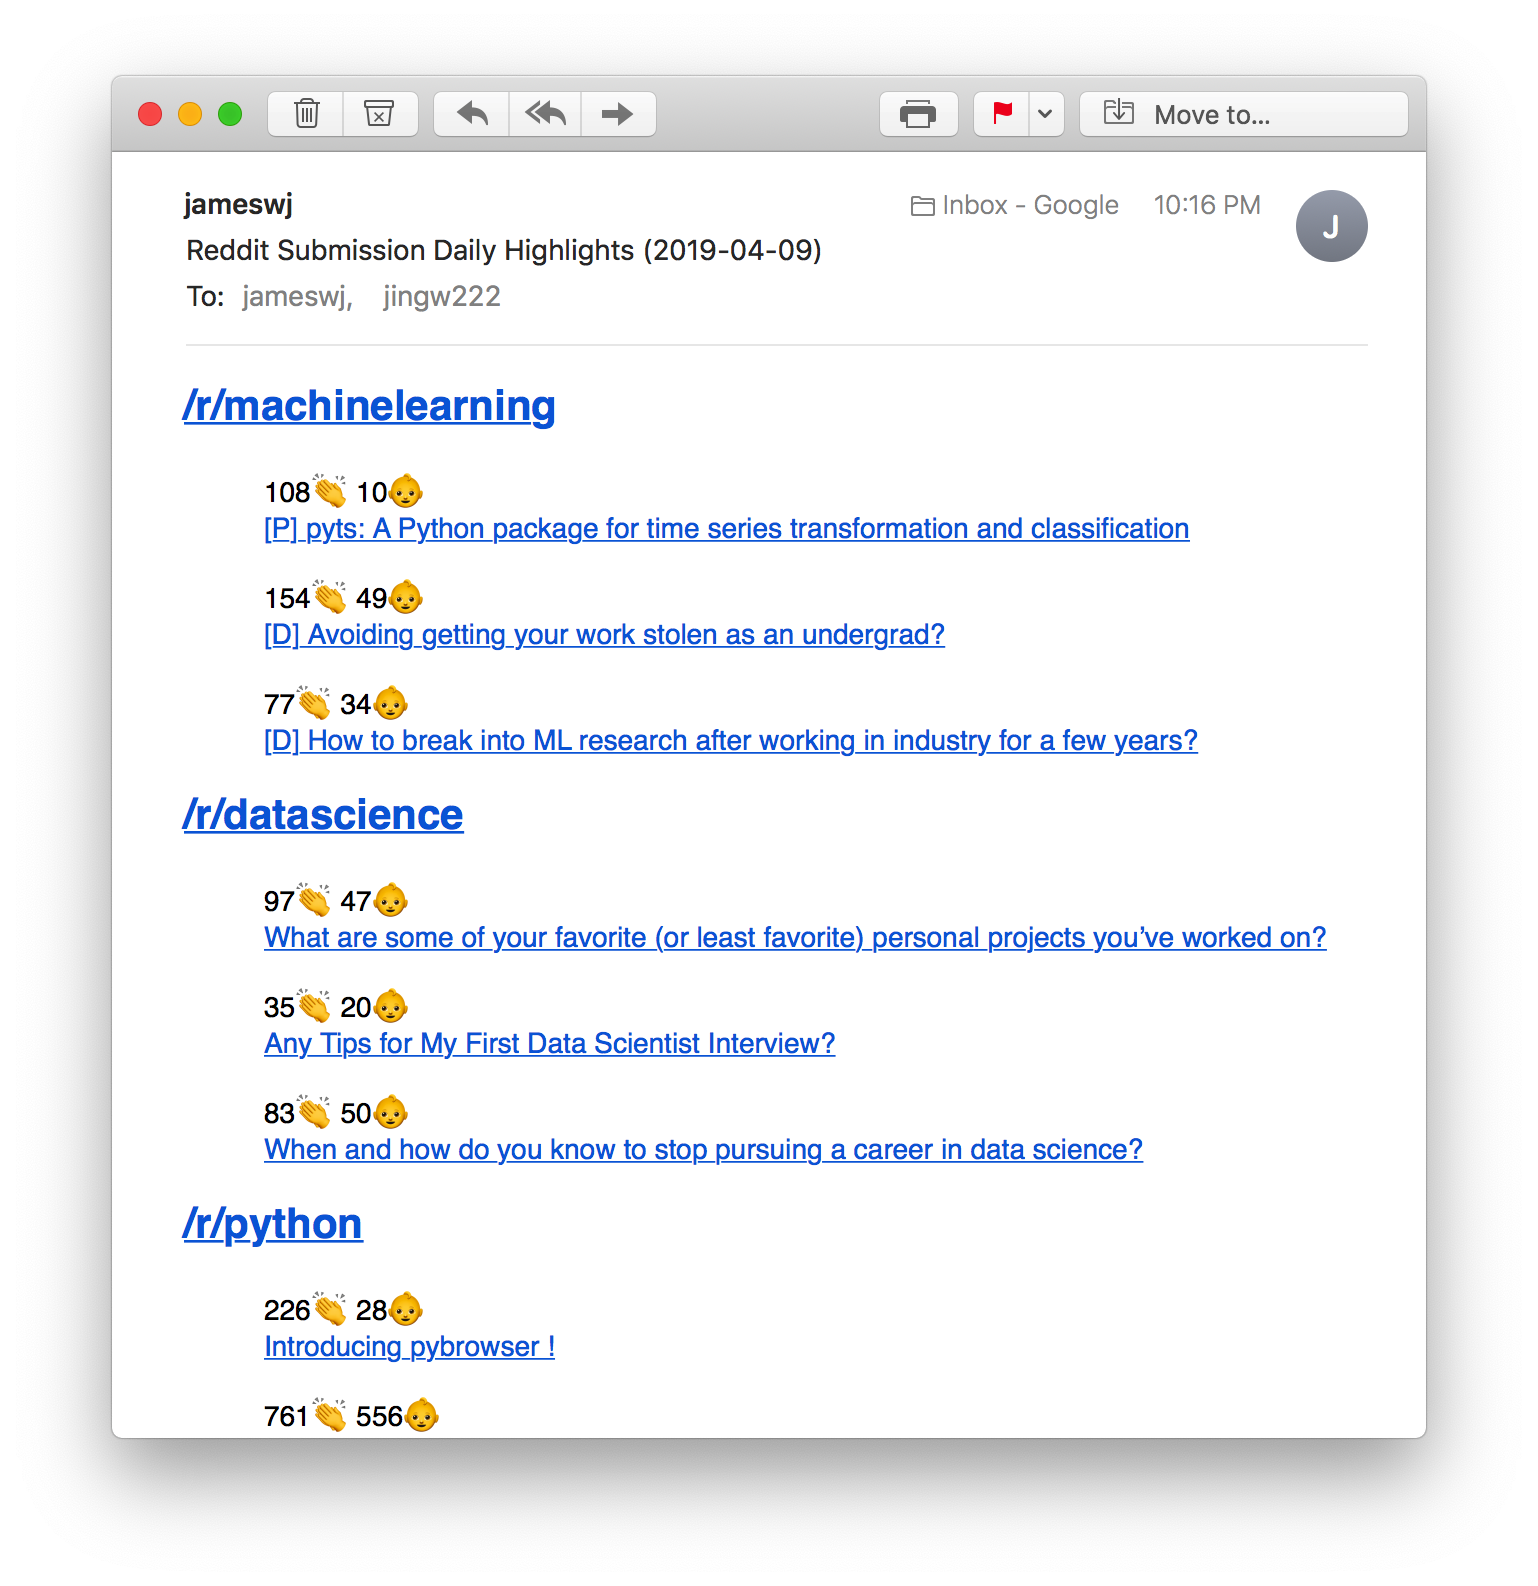 Move to...
jameswj
Inbox - Google 10:16 PM
J
Reddit Submission Daily Highlights (2019-04-09)
To: jameswj, jingw222
/r/machinelearning
108👏 10👶
[P] pyts: A Python package for time series transformation and classification
154👏 49👶
[D] Avoiding getting your work stolen as an undergrad?
77👏 34👶
[D] How to break into ML research after working in industry for a few years?
/r/datascience
97👏 47👶
What are some of your favorite (or least favorite) personal projects you’ve worked on?
35👏 20👶
Any Tips for My First Data Scientist Interview?
83👏 50👶
When and how do you know to stop pursuing a career in data science?
/r/python
226👏 28👶
Introducing pybrowser !
761👏 556👶